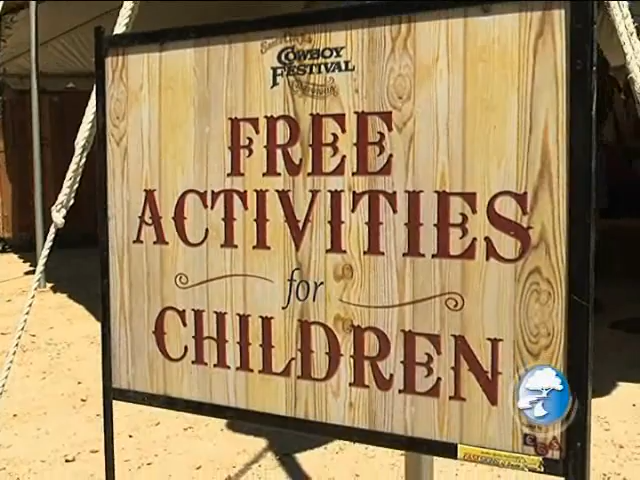 COWBOY
FESTIVAL
FREE
ACTIVITIES
for
CHILDREN